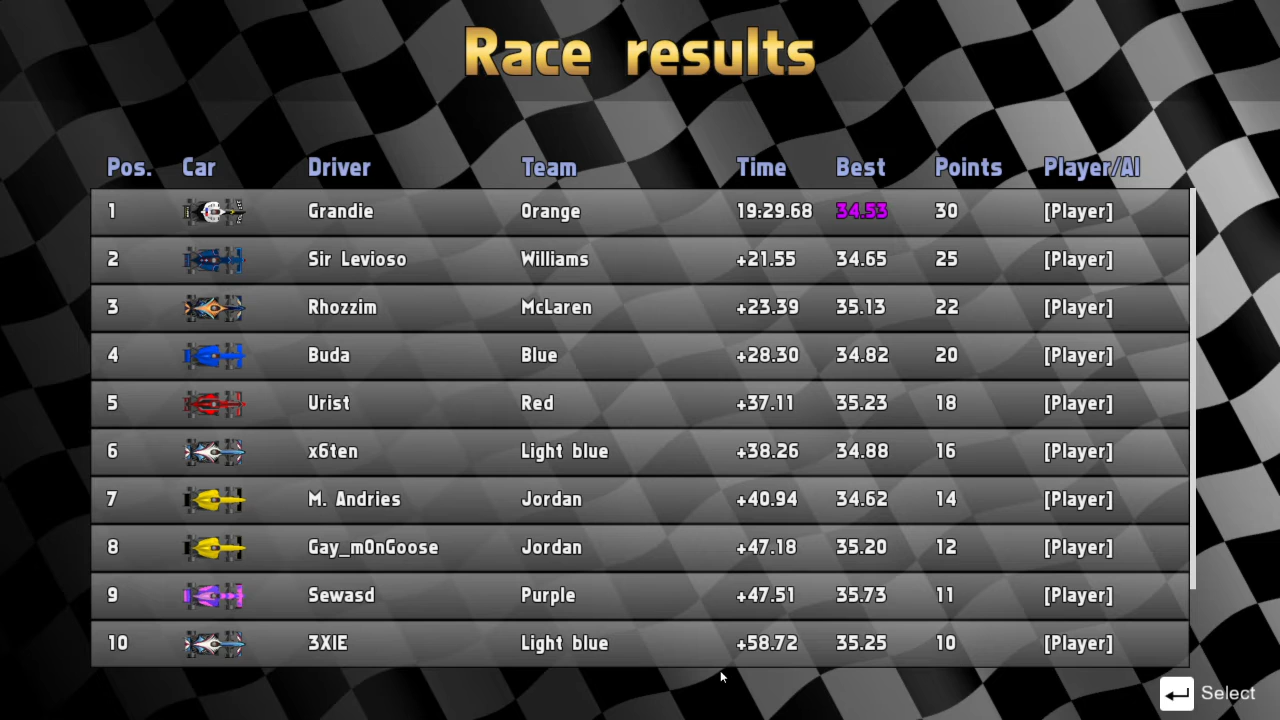 Race results
Pos. Car Driver Team Time Best Points Player/AI
1 Grandie Orange 19:29.68 34.53 30 [Player]
2 Sir Levioso Williams +21.55 34.65 25 [Player]
3 Rhozzim McLaren +23.39 35.13 22 [Player]
4 Buda Blue +28.30 34.82 20 [Player]
5 Urist Red +37.11 35.23 18 [Player]
6 x6ten Light blue +38.26 34.88 16 [Player]
7 M. Andries Jordan +40.94 34.62 14 [Player]
8 Gay_m0nGoose Jordan +47.18 35.20 12 [Player]
9 Sewasd Purple +47.51 35.73 11 [Player]
10 3XIE Light blue +58.72 35.25 10 [Player]
Select